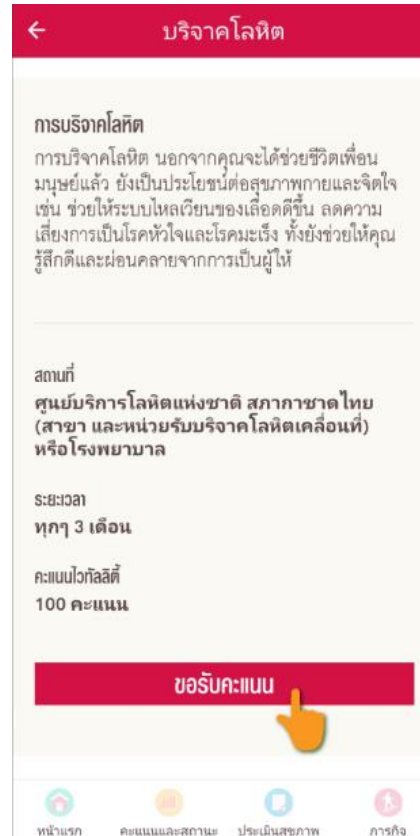 บริจาคโลหิต
การบริจาคโลหิต
การบริจาคโลหิต นอกจากคุณจะได้ช่วยชีวิตเพื่อน
มนุษย์แล้ว ยังเป็นประโยชน์ต่อสุขภาพกายและจิตใจ
เช่น ช่วยให้ระบบไหลเวียนของเลือดดีขึ้น ลดความ
เสี่ยงการเป็นโรคหัวใจและโรคมะเร็ง ทั้งยังช่วยให้คุณ
รู้สึกดีและผ่อนคลายจากการเป็นผู้ให้
สถานที่
ศูนย์บริการโลหิตแห่งชาติ สภากาชาดไทย
(สาขา และหน่วยรับบริจาคโลหิตเคลื่อนที่)
หรือโรงพยาบาล
ระยะเวลา
ทุกๆ 3 เดือน
คะแนนไวทัลลิตี้
100 คะแนน
ขอรับคะแนน
หน้าแรก คะแนนและสถานะ ประเมินสุขภาพ ภารกิจ